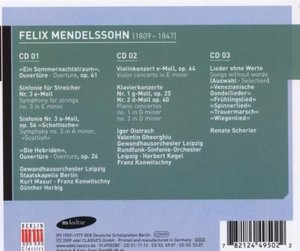 FELIX MENDELSSOHN [1809 – 1847]
CD 01
»Ein Sommernachtstraum«,
Ouvertüre - Overture, op. 61
Sinfonie für Streicher
Nr. 3 e-Moll
Symphony for strings
no. 3 in E minor
Sinfonie Nr. 3 a-Moll,
op. 56 »Schottische«
Symphony no. 3 in A minor,
»Scottish«
»Die Hebriden«,
Ouvertüre - Overture, op. 26
Gewandhausorchester Leipzig
Staatskapelle Berlin
Kurt Masur · Franz Konwitschny
Günther Herbig
CD 02
Violinkonzert e-Moll, op. 64
Violin concerto in E minor
Klavierkonzerte
Nr. 1 g-Moll, op. 25
Nr. 2 d-Moll, op. 40
Piano concertos
no. 1 in G minor
no. 2 in D minor
Igor Oistrach
Valentin Gheorghiu
Gewandhausorchester Leipzig
Rundfunk-Sinfonie-Orchester
Leipzig · Herbert Kegel
Franz Konwitschny
CD 03
Lieder ohne Worte
Songs without words
[Auswahl - Selection]
»Venezianische
Gondellieder«
»Frühlingslied«
»Spinnerlied«
»Trauermarsch«
»Wiegenlied«
Renate Schorler
BERLIN
CLASSICS
kultur
7 82124 49502 2